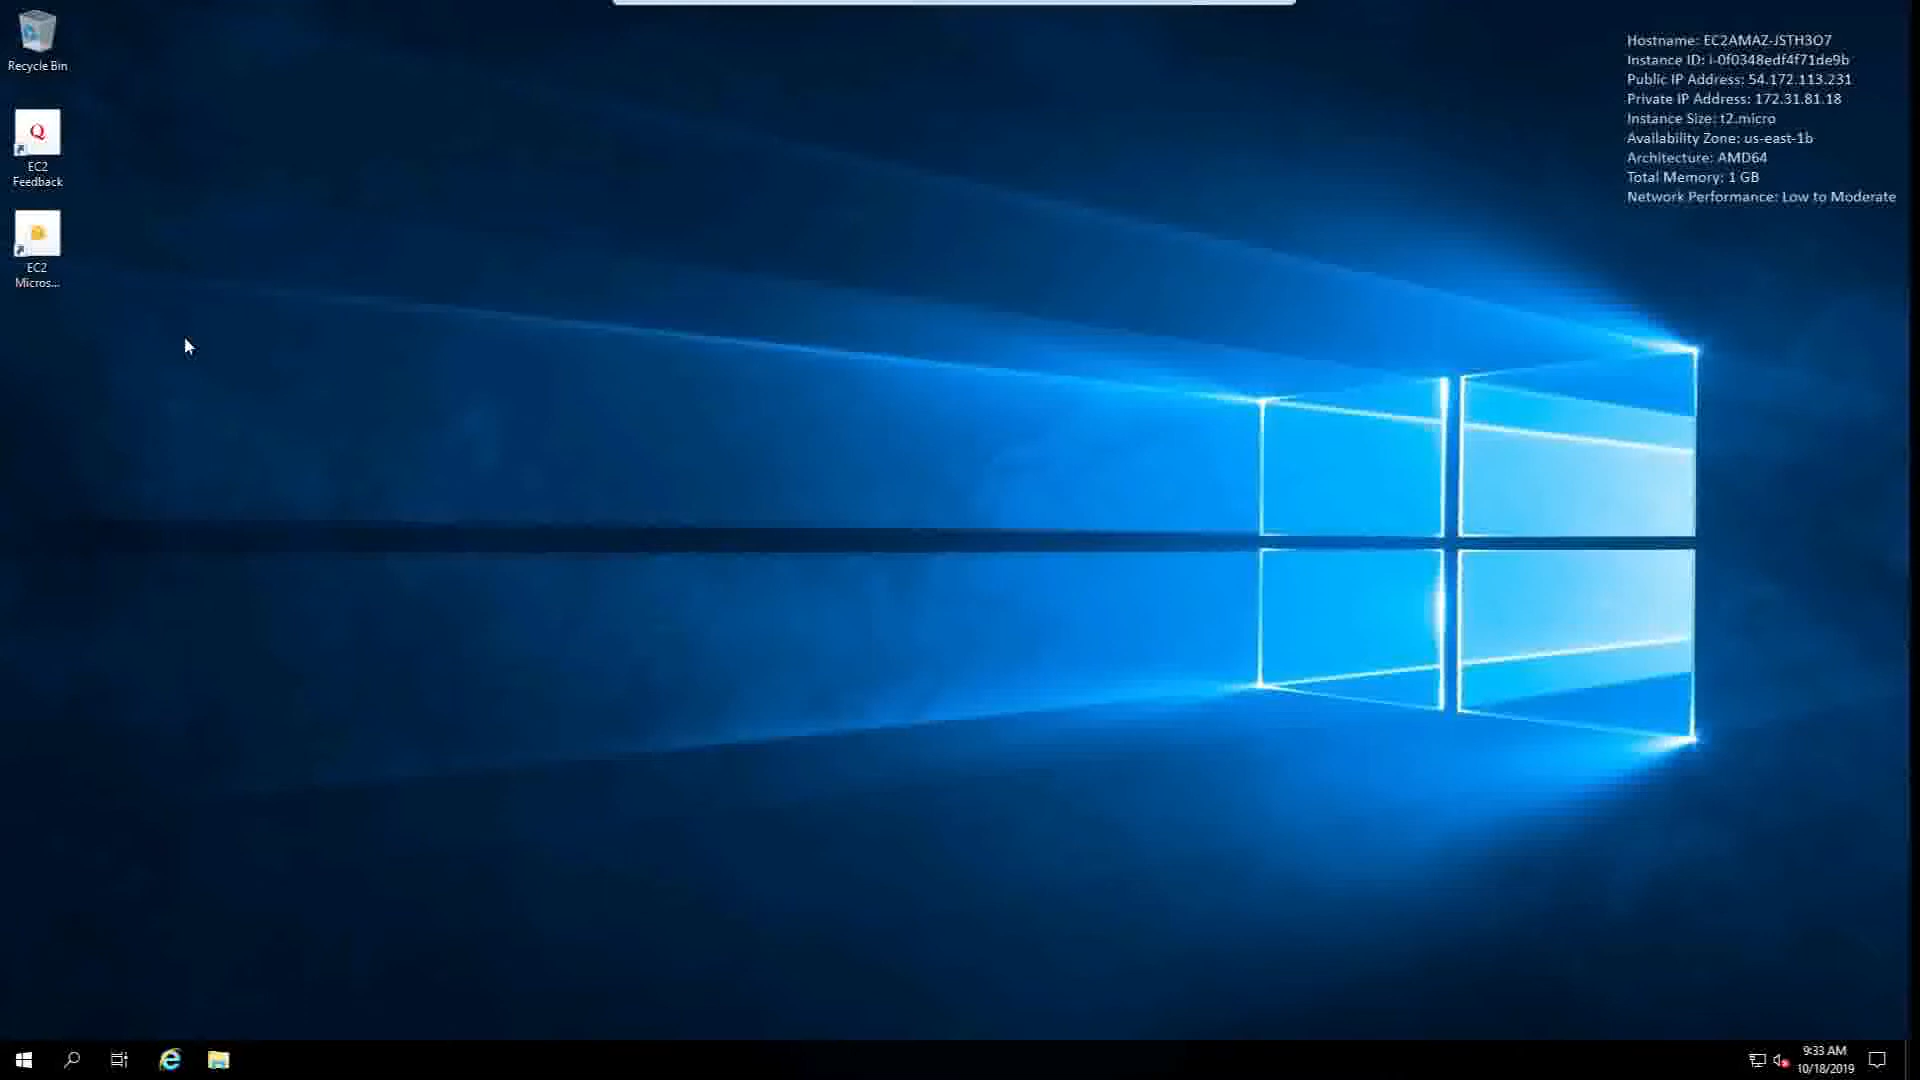 Recycle Bin
Q
EC2
Feedback
EC2
Micros...
Hostname: EC2AMAZ-JSTH3O7
Instance ID: i-0f0348edf4f71de9b
Public IP Address: 54.172.113.231
Private IP Address: 172.31.81.18
Instance Size: t2.micro
Availability Zone: us-east-1b
Architecture: AMD64
Total Memory: 1 GB
Network Performance: Low to Moderate
9:33 AM
10/18/2019